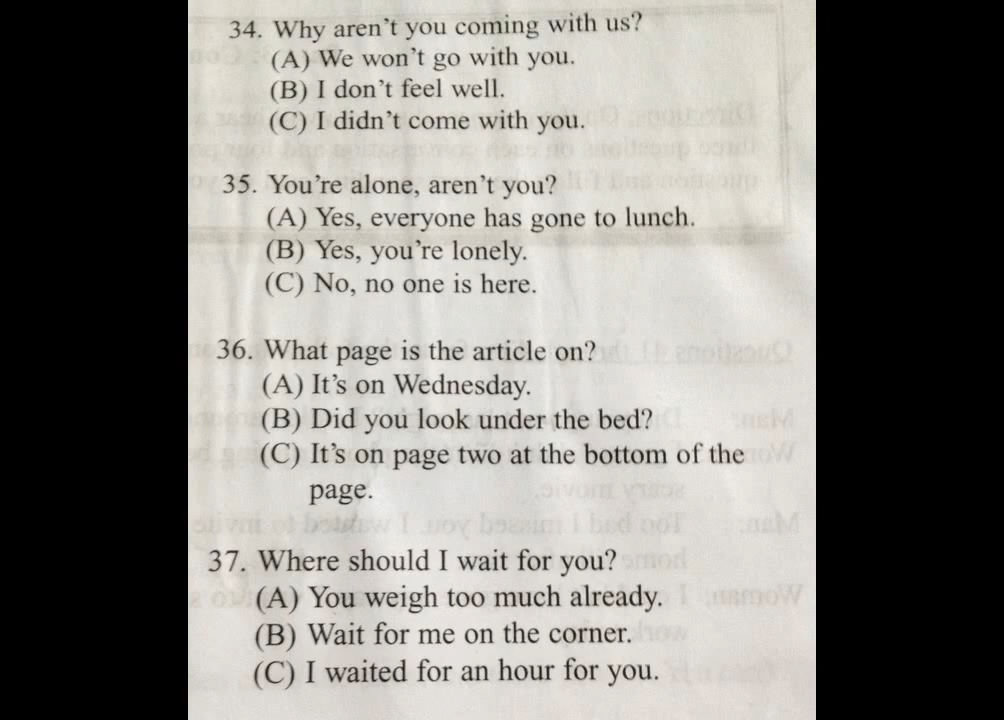 34. Why aren't you coming with us?
(A) We won't go with you.
(B) I don't feel well.
(C) I didn't come with you.
35. You're alone, aren't you?
(A) Yes, everyone has gone to lunch.
(B) Yes, you're lonely.
(C) No, no one is here.
36. What page is the article on?
(A) It's on Wednesday.
(B) Did you look under the bed?
(C) It's on page two at the bottom of the
page.
37. Where should I wait for you?
(A) You weigh too much already.
(B) Wait for me on the corner.
(C) I waited for an hour for you.